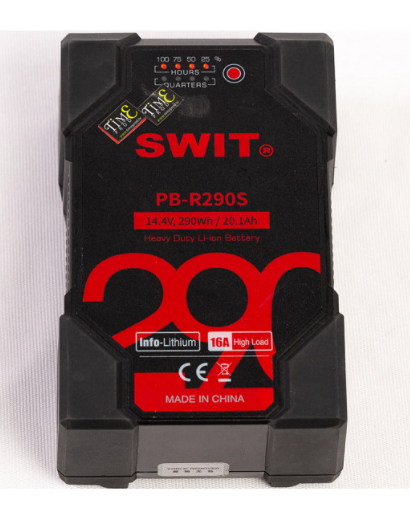 100 75 50 25 %
HOURS
QUARTERS
TIME
TIME
SWIT®
PB-R290S
14.4V, 290Wh / 20.1Ah
Heavy Duty Li-ion Battery
290
Info-Lithium 16A High Load
CE
MADE IN CHINA